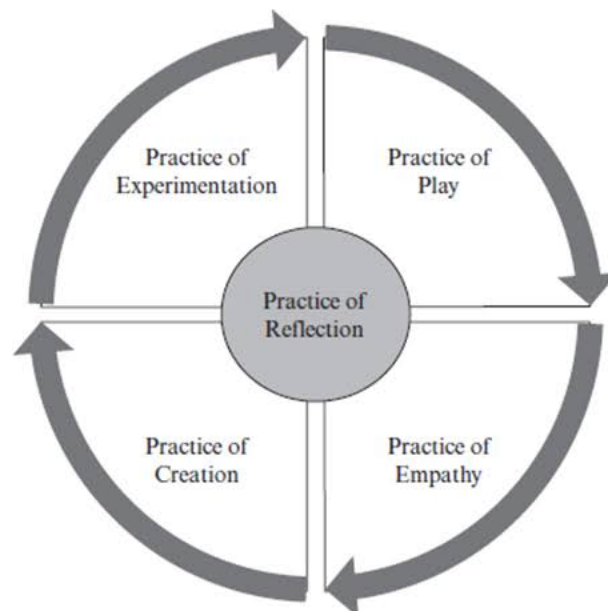 Practice of
Experimentation
Practice of
Play
Practice of
Reflection
Practice of
Creation
Practice of
Empathy